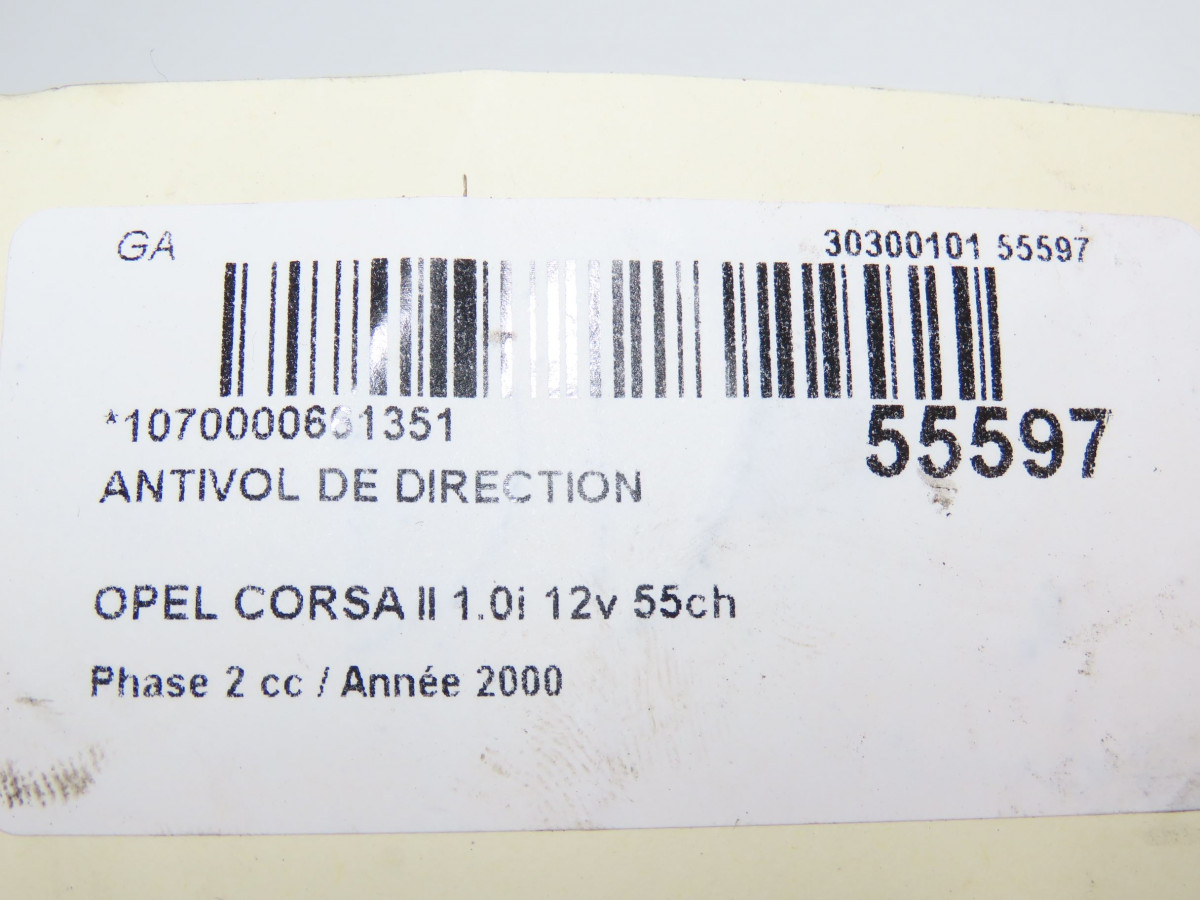 GA
30300101 55597
55597
ANTIVOL DE DIRECTION
OPEL CORSA II 1.0i 12v 55ch
Phase 2 cc / Année 2000